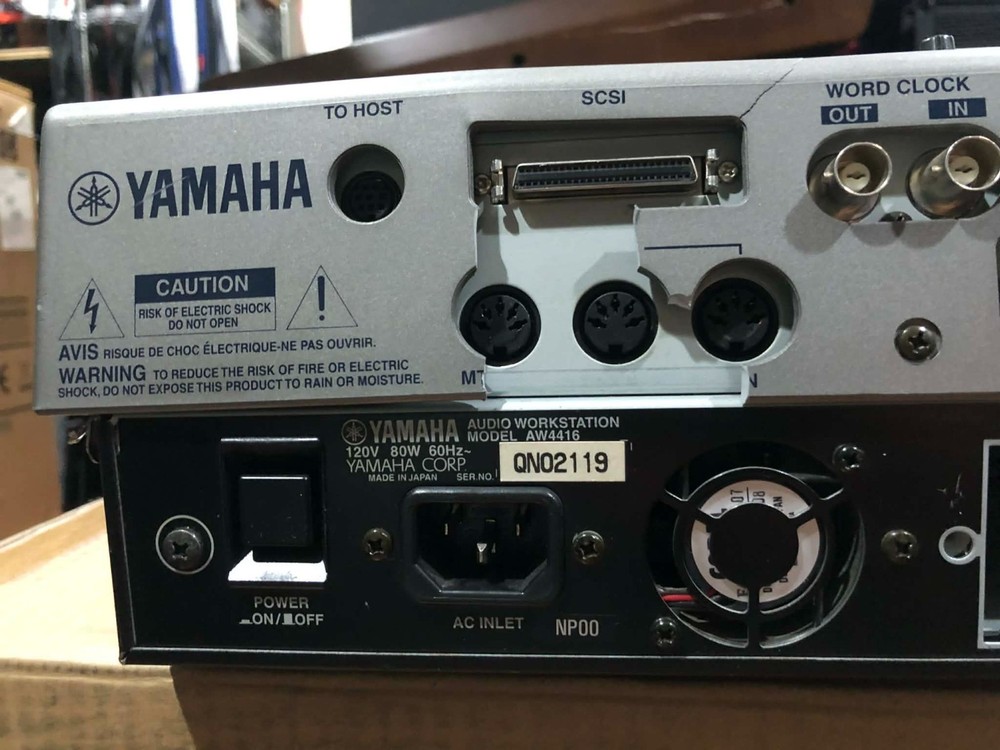 TO HOST
SCSI
WORD CLOCK
OUT
IN
YAMAHA
CAUTION
RISK OF ELECTRIC SHOCK
DO NOT OPEN
AVIS RISQUE DE CHOC ÉLECTRIQUE-NE PAS OUVRIR.
WARNING TO REDUCE THE RISK OF FIRE OR ELECTRIC
SHOCK, DO NOT EXPOSE THIS PRODUCT TO RAIN OR MOISTURE.
YAMAHA AUDIO WORKSTATION
MODEL AW4416
120V 80W 60Hz~
YAMAHA CORP.
MADE IN JAPAN SER.NO.
QN02119
POWER
ON/OFF
AC INLET
NP00
07
08